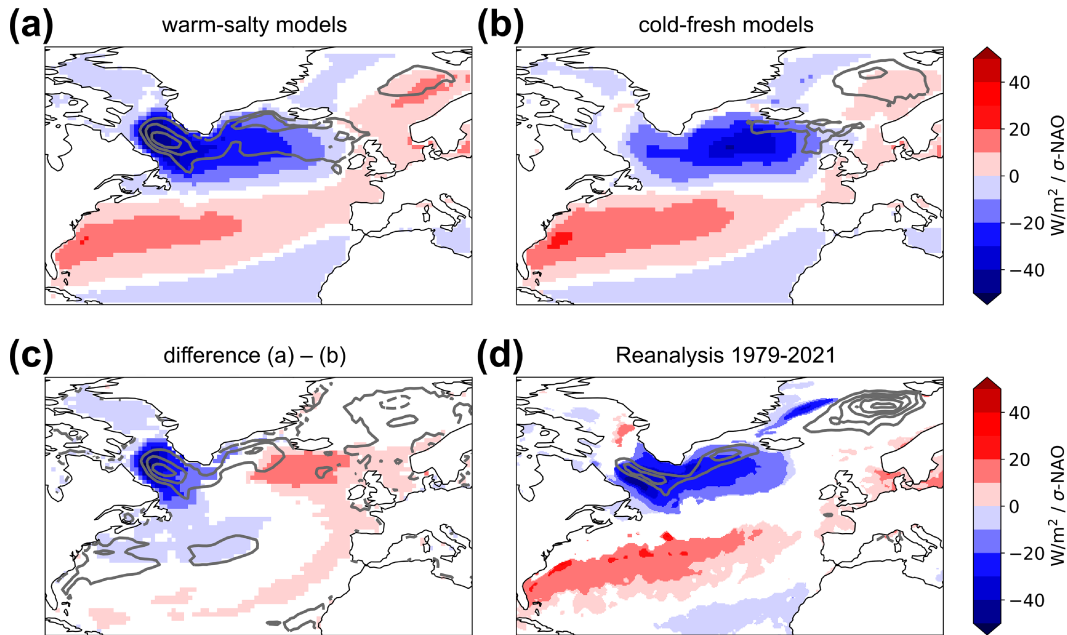 (a) warm-salty models
(b) cold-fresh models
40
20
0
−20
−40
W/m² / σ-NAO
(c) difference (a) – (b)
(d) Reanalysis 1979-2021
40
20
0
−20
−40
W/m² / σ-NAO